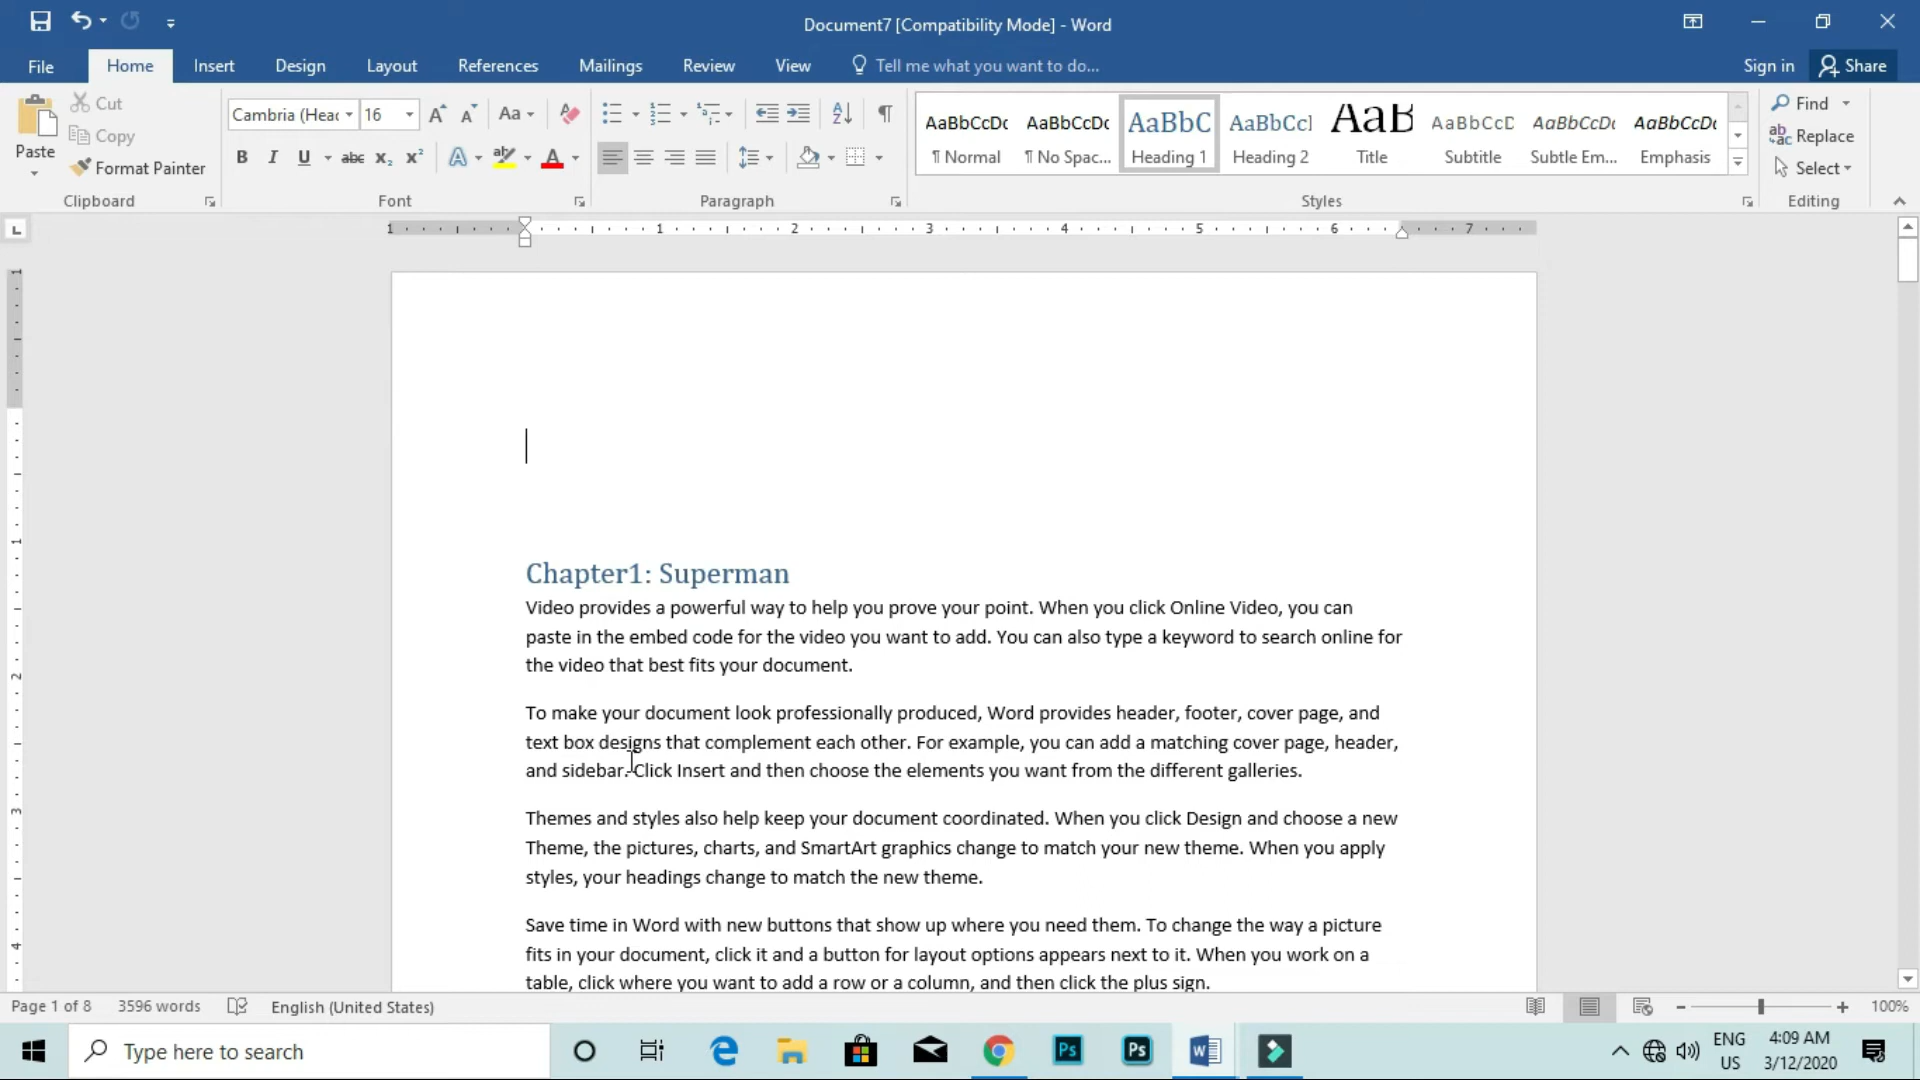 Document7 [Compatibility Mode] - Word
File Home Insert Design Layout References Mailings Review View Tell me what you want to do... Sign in Share
Paste
Cut
Copy
Format Painter
Clipboard
Cambria (Head 16
Font
Paragraph
AaBbCcDc AaBbCcDc AaBbC AaBbCcI AaB AaBbCcD AaBbCcDc AaBbCcDc
¶ Normal ¶ No Spac... Heading 1 Heading 2 Title Subtitle Subtle Em... Emphasis
Styles
Find
Replace
Select
Editing
1 1 2 3 4 5 6 7
Chapter1: Superman
Video provides a powerful way to help you prove your point. When you click Online Video, you can
paste in the embed code for the video you want to add. You can also type a keyword to search online for
the video that best fits your document.
To make your document look professionally produced, Word provides header, footer, cover page, and
text box designs that complement each other. For example, you can add a matching cover page, header,
and sidebar. Click Insert and then choose the elements you want from the different galleries.
Themes and styles also help keep your document coordinated. When you click Design and choose a new
Theme, the pictures, charts, and SmartArt graphics change to match your new theme. When you apply
styles, your headings change to match the new theme.
Save time in Word with new buttons that show up where you need them. To change the way a picture
fits in your document, click it and a button for layout options appears next to it. When you work on a
table, click where you want to add a row or a column, and then click the plus sign.
Page 1 of 8 3596 words English (United States) 100%
Type here to search
ENG
US
4:09 AM
3/12/2020